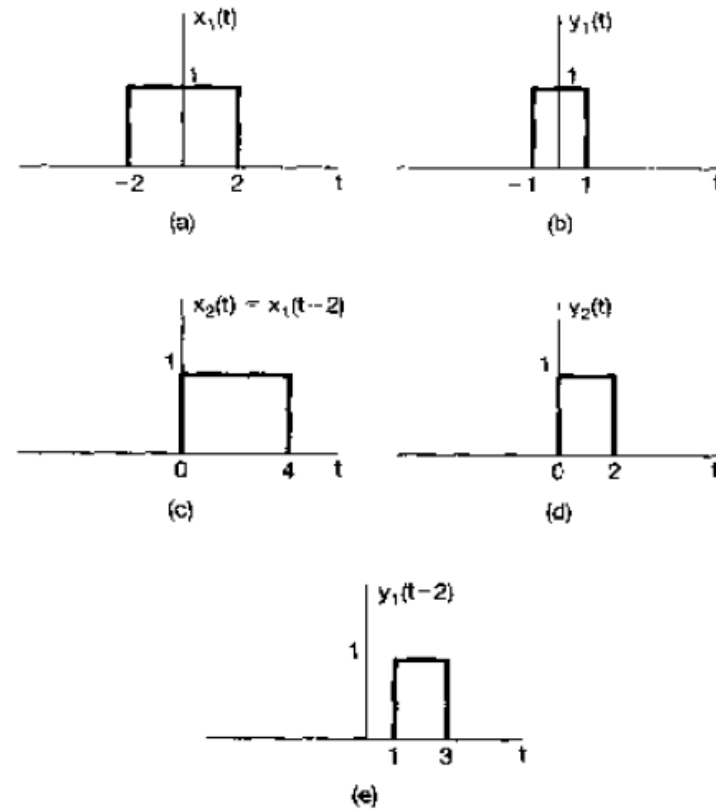 x₁(t) y₁(t)
1 1
-2 2 t -1 1 t
(a) (b)
x₂(t) = x₁(t-2) y₂(t)
1 1
0 4 t 0 2 t
(c) (d)
y₁(t-2)
1
1 3 t
(e)